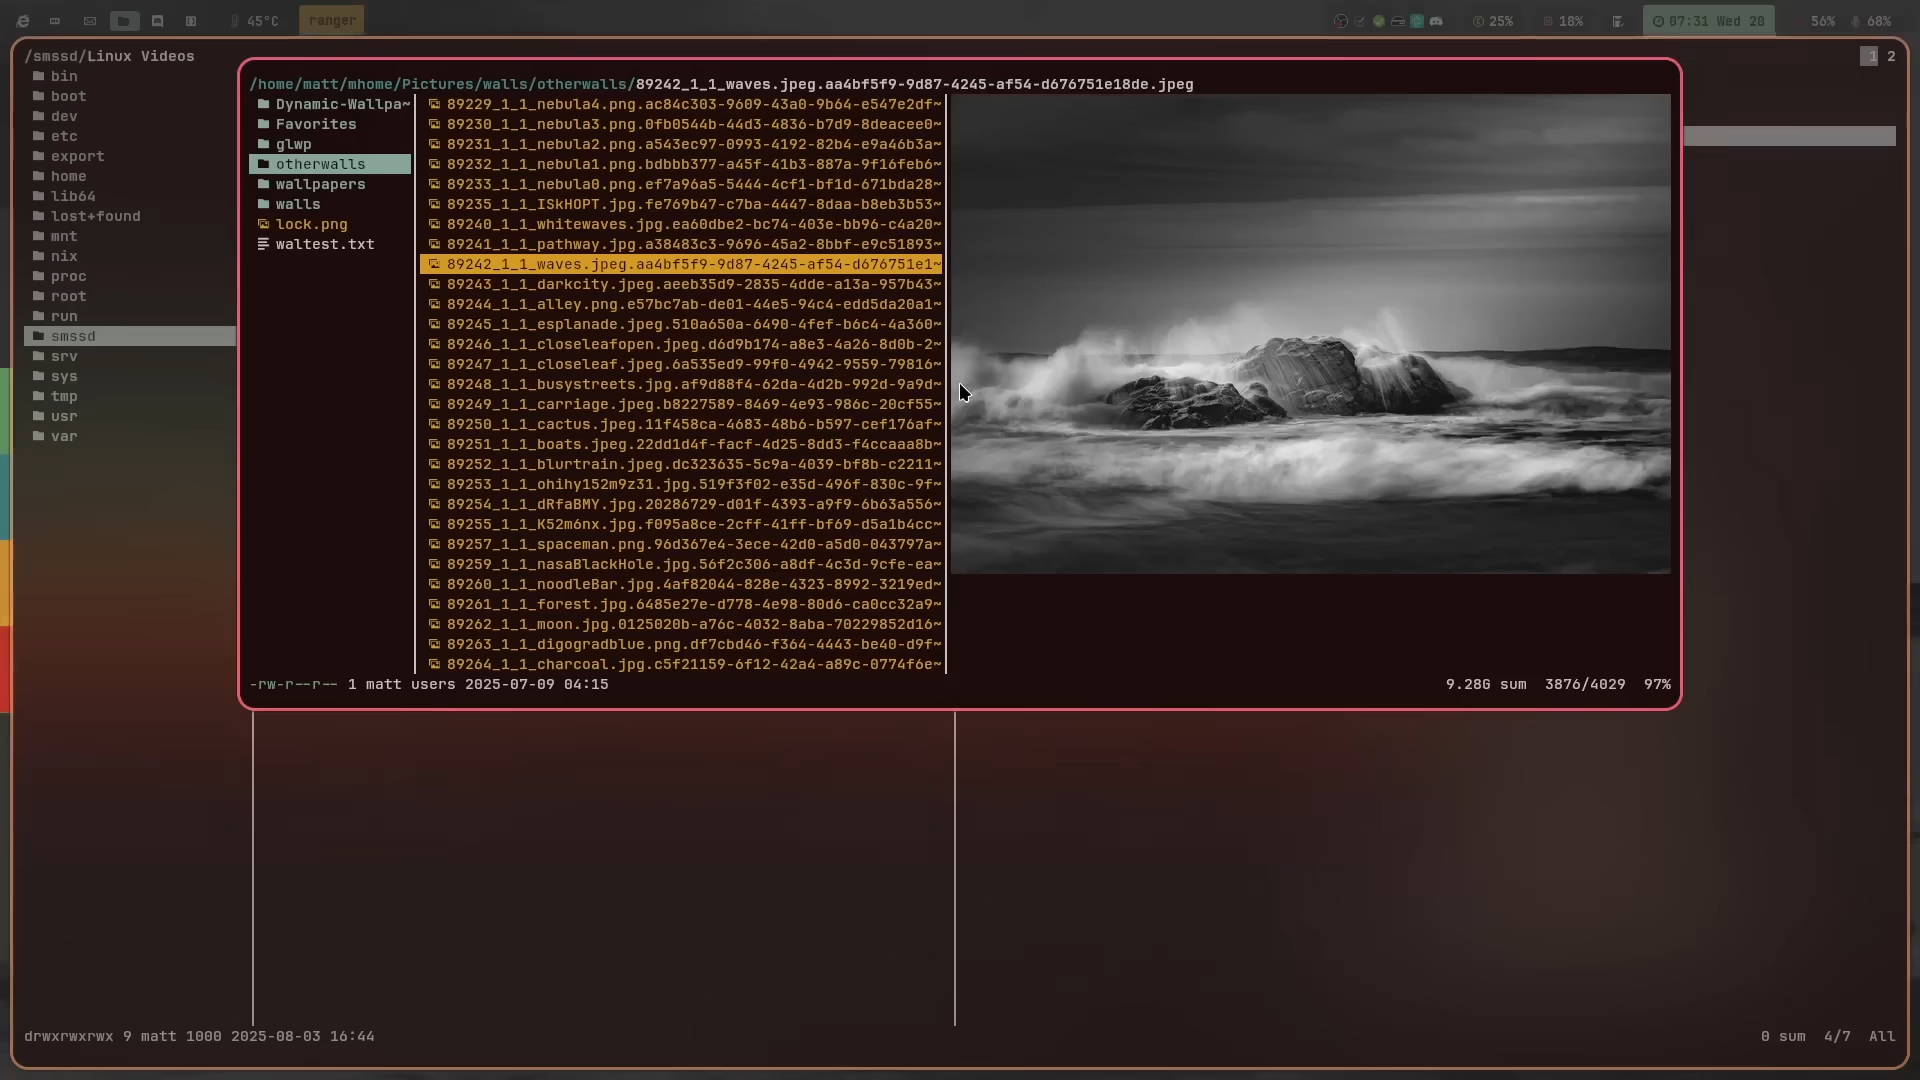 45°C
ranger
25%
18%
07:31 Wed 20
56%
68%
/smssd/Linux Videos
1 2
bin
boot
dev
etc
export
home
lib64
lost+found
mnt
nix
proc
root
run
smssd
srv
sys
tmp
usr
var
/home/matt/mhome/Pictures/walls/otherwalls/89242_1_1_waves.jpeg.aa4bf5f9-9d87-4245-af54-d676751e18de.jpeg
Dynamic-Wallpa~
Favorites
glwp
otherwalls
wallpapers
walls
lock.png
waltest.txt
89229_1_1_nebula4.png.ac84c303-9609-43a0-9b64-e547e2df~
89230_1_1_nebula3.png.0fb0544b-44d3-4836-b7d9-8deacee0~
89231_1_1_nebula2.png.a543ec97-0993-4192-82b4-e9a46b3a~
89232_1_1_nebula1.png.bdbbb377-a45f-41b3-887a-9f16feb6~
89233_1_1_nebula0.png.ef7a96a5-5444-4cf1-bf1d-671bda28~
89235_1_1_ISkHOPT.jpg.fe769b47-c7ba-4447-8daa-b8eb3b53~
89240_1_1_whitewaves.jpg.ea60dbe2-bc74-403e-bb96-c4a20~
89241_1_1_pathway.jpg.a38483c3-9696-45a2-8bbf-e9c51893~
89242_1_1_waves.jpeg.aa4bf5f9-9d87-4245-af54-d676751e1~
89243_1_1_darkcity.jpeg.aeeb35d9-2835-4dde-a13a-957b43~
89244_1_1_alley.png.e57bc7ab-de01-44e5-94c4-edd5da20a1~
89245_1_1_esplanade.jpeg.510a650a-6490-4fef-b6c4-4a360~
89246_1_1_closeleafopen.jpeg.d6d9b174-a8e3-4a26-8d0b-2~
89247_1_1_closeleaf.jpeg.6a535ed9-99f0-4942-9559-79816~
89248_1_1_busystreets.jpg.af9d88f4-62da-4d2b-992d-9a9d~
89249_1_1_carriage.jpeg.b8227589-8469-4e93-986c-20cf55~
89250_1_1_cactus.jpeg.11f458ca-4683-48b6-b597-cef176af~
89251_1_1_boats.jpeg.22dd1d4f-facf-4d25-8dd3-f4ccaaa8b~
89252_1_1_blurtrain.jpeg.dc323635-5c9a-4039-bf8b-c2211~
89253_1_1_ohihy152m9z31.jpg.519f3f02-e35d-496f-830c-9f~
89254_1_1_dRfaBMY.jpg.20286729-d01f-4393-a9f9-6b63a556~
89255_1_1_K52m6nx.jpg.f095a8ce-2cff-41ff-bf69-d5a1b4cc~
89257_1_1_spaceman.png.96d367e4-3ece-42d0-a5d0-043797a~
89259_1_1_nasaBlackHole.jpg.56f2c306-a8df-4c3d-9cfe-ea~
89260_1_1_noodleBar.jpg.4af82044-828e-4323-8992-3219ed~
89261_1_1_forest.jpg.6485e27e-d778-4e98-80d6-ca0cc32a9~
89262_1_1_moon.jpg.0125020b-a76c-4032-8aba-70229852d16~
89263_1_1_digogradblue.png.df7cbd46-f364-4443-be40-d9f~
89264_1_1_charcoal.jpg.c5f21159-6f12-42a4-a89c-0774f6e~
-rw-r--r-- 1 matt users 2025-07-09 04:15
9.28G sum 3876/4029 97%
drwxrwxrwx 9 matt 1000 2025-08-03 16:44
0 sum 4/7 All